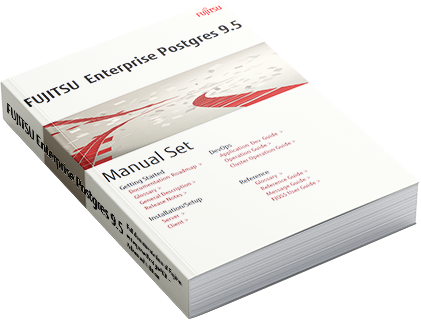 FUJITSU
FUJITSU Enterprise Postgres 9.5
Manual Set
Getting Started
Documentation Roadmap >
Glossary >
General Description >
Release Notes >
Installation/Setup
Server >
Client >
DevOps
Application Dev Guide >
Operation Guide >
Cluster Operation Guide >
Reference
Glossary >
Reference Guide >
Message Guide >
FJQSS User Guide >
FUJITSU Enterprise Postgres 9.5